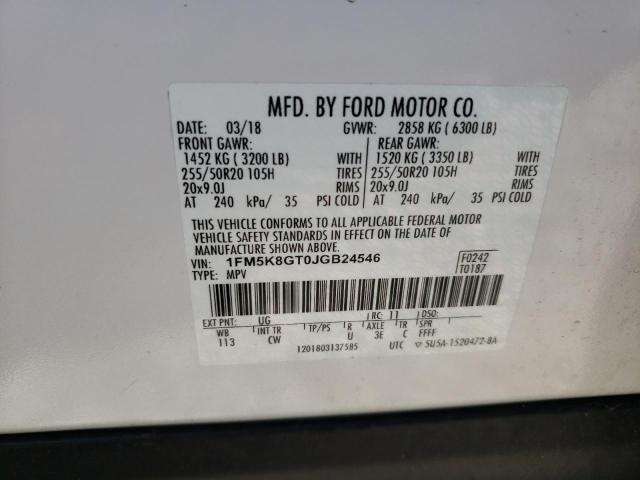 MFD. BY FORD MOTOR CO.
DATE: 03/18 GVWR: 2858 KG ( 6300 LB)
FRONT GAWR: REAR GAWR:
1452 KG ( 3200 LB) WITH 1520 KG ( 3350 LB) WITH
255/50R20 105H TIRES 255/50R20 105H TIRES
20x9.0J RIMS 20x9.0J RIMS
AT 240 kPa/ 35 PSI COLD AT 240 kPa/ 35 PSI COLD
THIS VEHICLE CONFORMS TO ALL APPLICABLE FEDERAL MOTOR
VEHICLE SAFETY STANDARDS IN EFFECT ON THE DATE OF
MANUFACTURE SHOWN ABOVE.
VIN: 1FM5K8GT0JGB24546 F0242
TYPE: MPV T0187
EXT PNT: UG RC: 11 DSO:
WB INT TR TP/PS R AXLE TR SPR
113 CW U 3E C FFFF
1201803137585 UTC ▽ 5U5A-1520472-BA